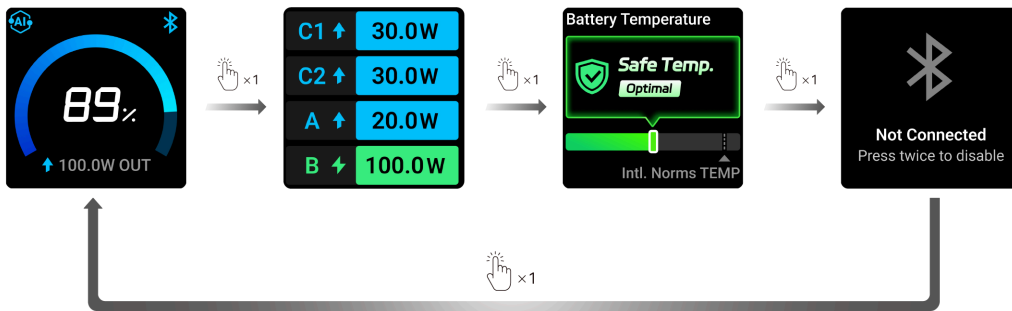 AI
89%
100.0W OUT
×1
C1 30.0W
C2 30.0W
A 20.0W
B 100.0W
×1
Battery Temperature
Safe Temp.
Optimal
Intl. Norms TEMP
×1
Not Connected
Press twice to disable
×1